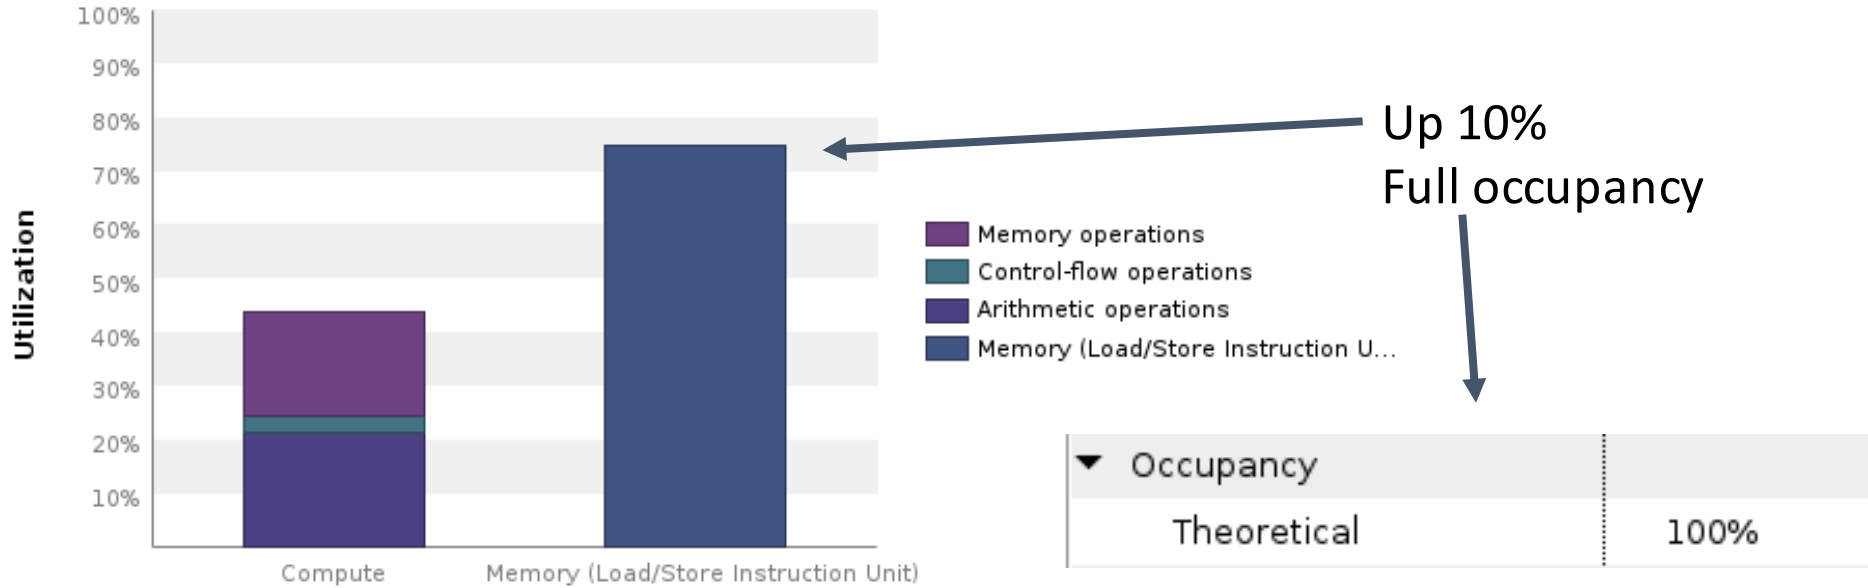 100%
90%
80%
70%
60%
50%
40%
30%
20%
10%
Utilization
Compute
Memory (Load/Store Instruction Unit)
Memory operations
Control-flow operations
Arithmetic operations
Memory (Load/Store Instruction U...
Up 10%
Full occupancy
Occupancy
Theoretical 100%